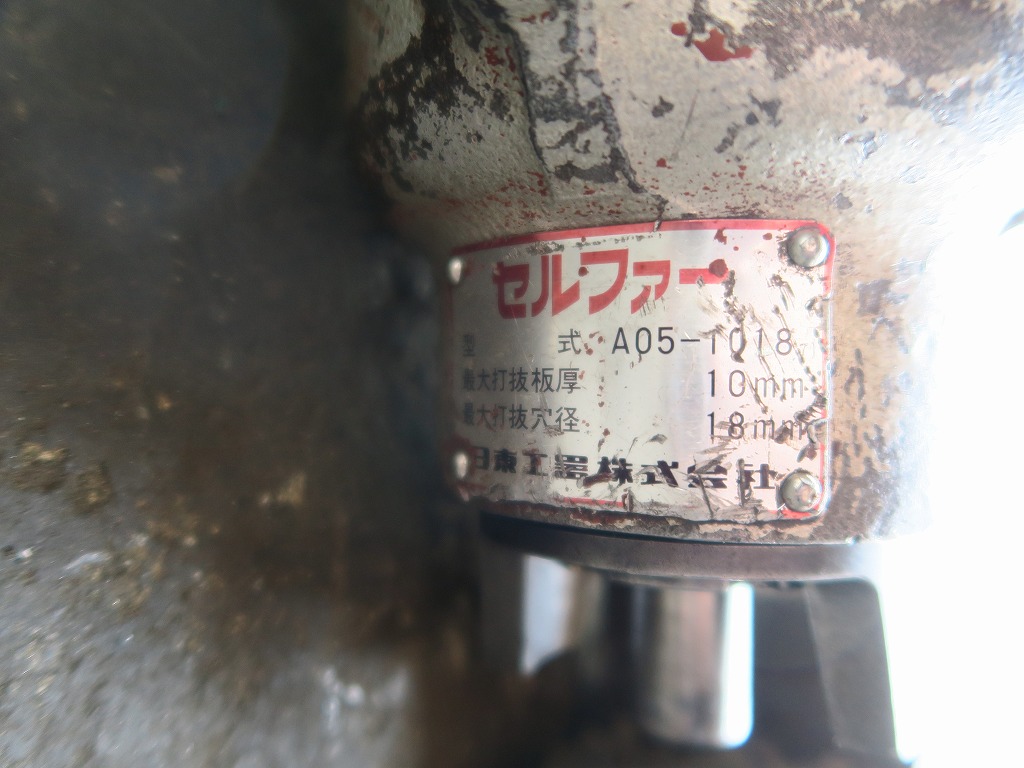 セルファー
型式 A05-1018
最大打抜板厚 10mm
最大打抜穴径 18mm
日東工器株式会社